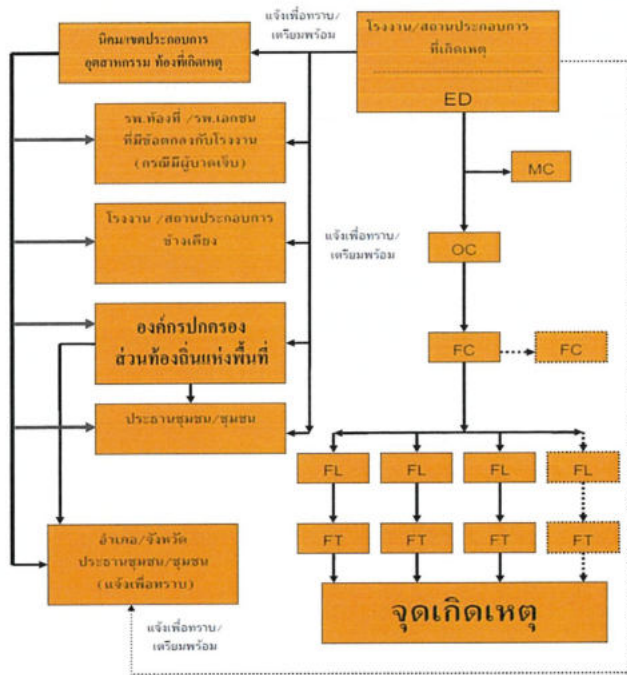 แจ้งเพื่อทราบ/
เตรียมพร้อม
นิคม/เขตประกอบการ
อุตสาหกรรม ท้องที่เกิดเหตุ
โรงงาน/สถานประกอบการ
ที่เกิดเหตุ
ED
รพ.ท้องที่ /รพ.เอกชน
ที่มีข้อตกลงกับโรงงาน
(กรณีมีผู้บาดเจ็บ)
MC
โรงงาน /สถานประกอบการ
ข้างเคียง
แจ้งเพื่อทราบ/
เตรียมพร้อม
OC
องค์กรปกครอง
ส่วนท้องถิ่นแห่งพื้นที่
FC
FC
ประธานชุมชน/ชุมชน
FL
FL
FL
FL
FT
FT
FT
FT
อำเภอ/จังหวัด
ประธานชุมชน/ชุมชน
(แจ้งเพื่อทราบ)
จุดเกิดเหตุ
แจ้งเพื่อทราบ/
เตรียมพร้อม